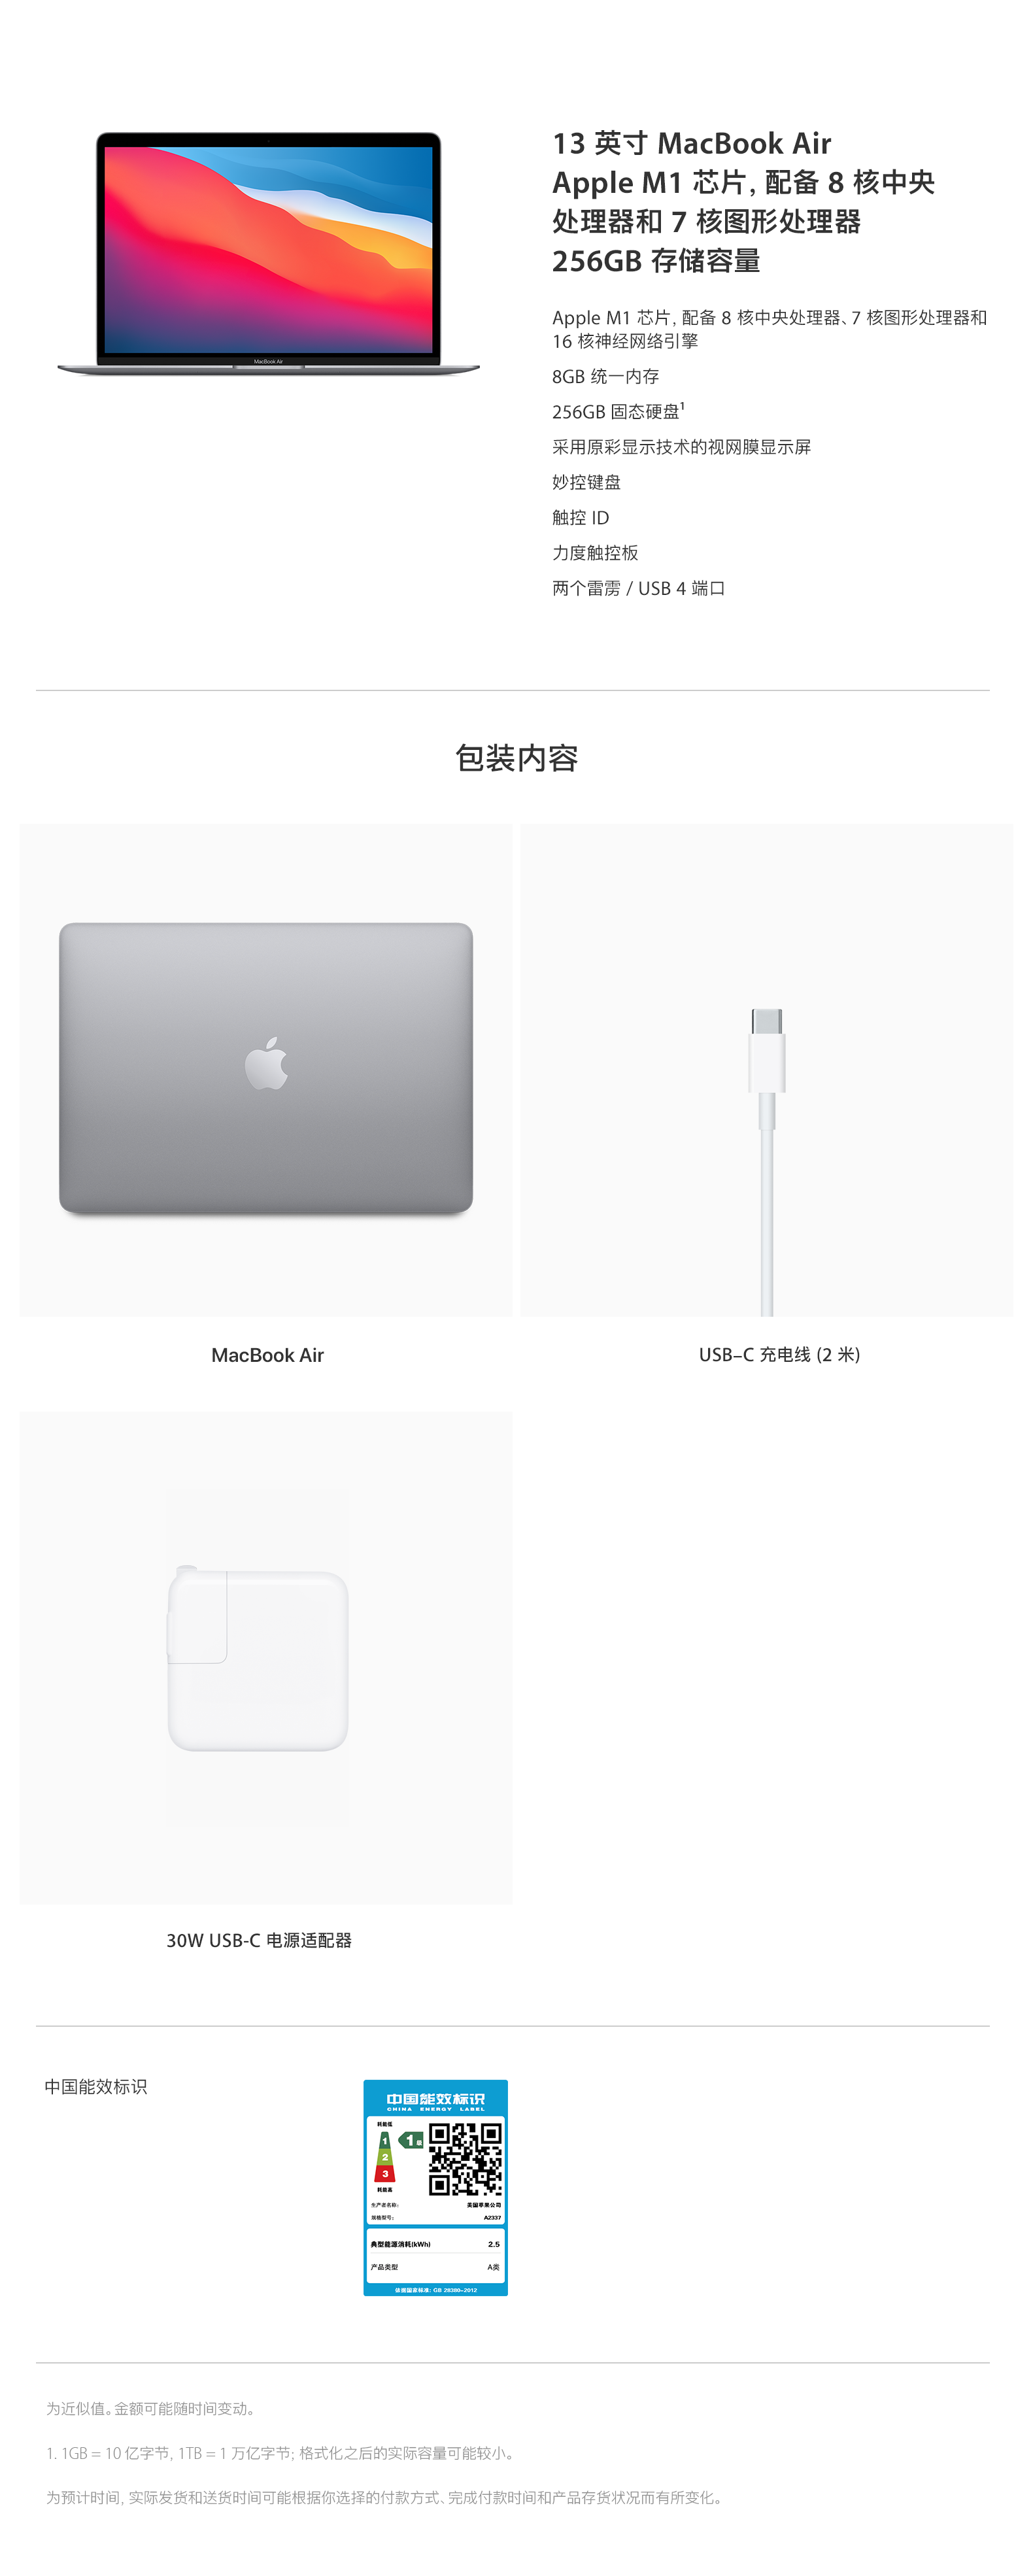 MacBook Air
13 英寸 MacBook Air
Apple M1 芯片, 配备 8 核中央
处理器和 7 核图形处理器
256GB 存储容量
Apple M1 芯片, 配备 8 核中央处理器、7 核图形处理器和
16 核神经网络引擎
8GB 统一内存
256GB 固态硬盘¹
采用原彩显示技术的视网膜显示屏
妙控键盘
触控 ID
力度触控板
两个雷雳 / USB 4 端口
包装内容
MacBook Air
USB–C 充电线 (2 米)
30W USB-C 电源适配器
中国能效标识
中国能效标识
CHINA ENERGY LABEL
耗能低
1
1级
2
3
耗能高
生产者名称:
美国苹果公司
规格型号:
A2337
典型能源消耗(kWh)
2.5
产品类型
A类
依据国家标准: GB 28380-2012
为近似值。金额可能随时间变动。
1. 1GB = 10 亿字节, 1TB = 1 万亿字节; 格式化之后的实际容量可能较小。
为预计时间, 实际发货和送货时间可能根据你选择的付款方式、完成付款时间和产品存货状况而有所变化。